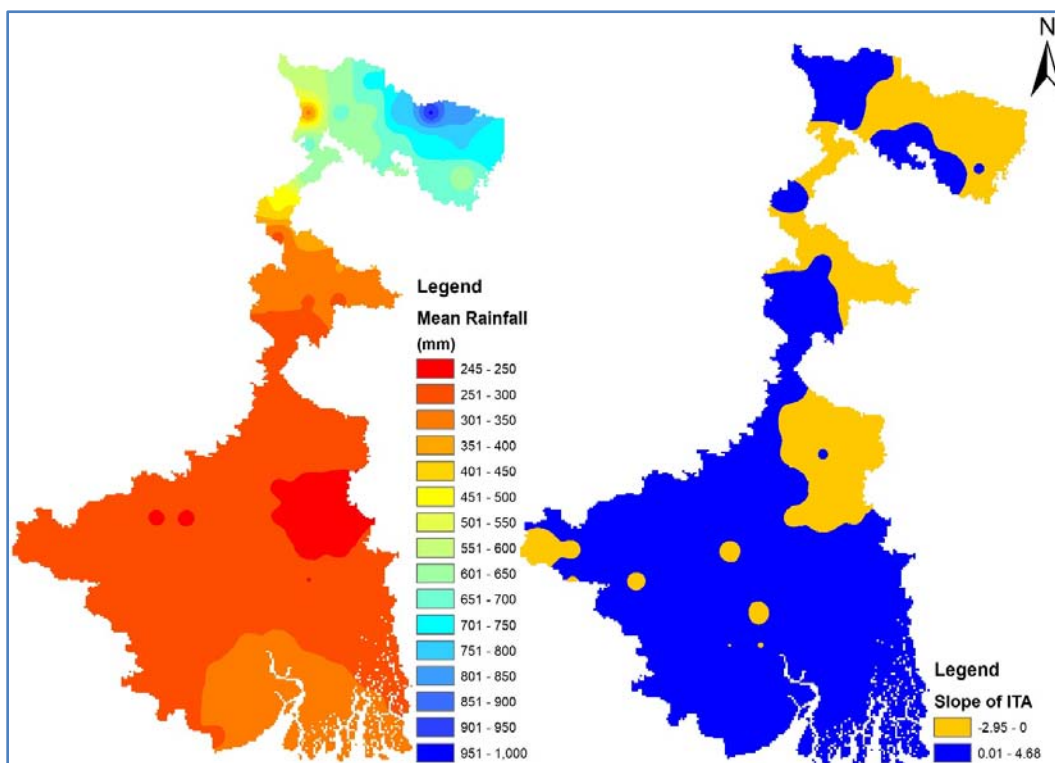 N
Legend
Mean Rainfall
(mm)
245 - 250
251 - 300
301 - 350
351 - 400
401 - 450
451 - 500
501 - 550
551 - 600
601 - 650
651 - 700
701 - 750
751 - 800
801 - 850
851 - 900
901 - 950
951 - 1,000
Legend
Slope of ITA
-2.95 - 0
0.01 - 4.68